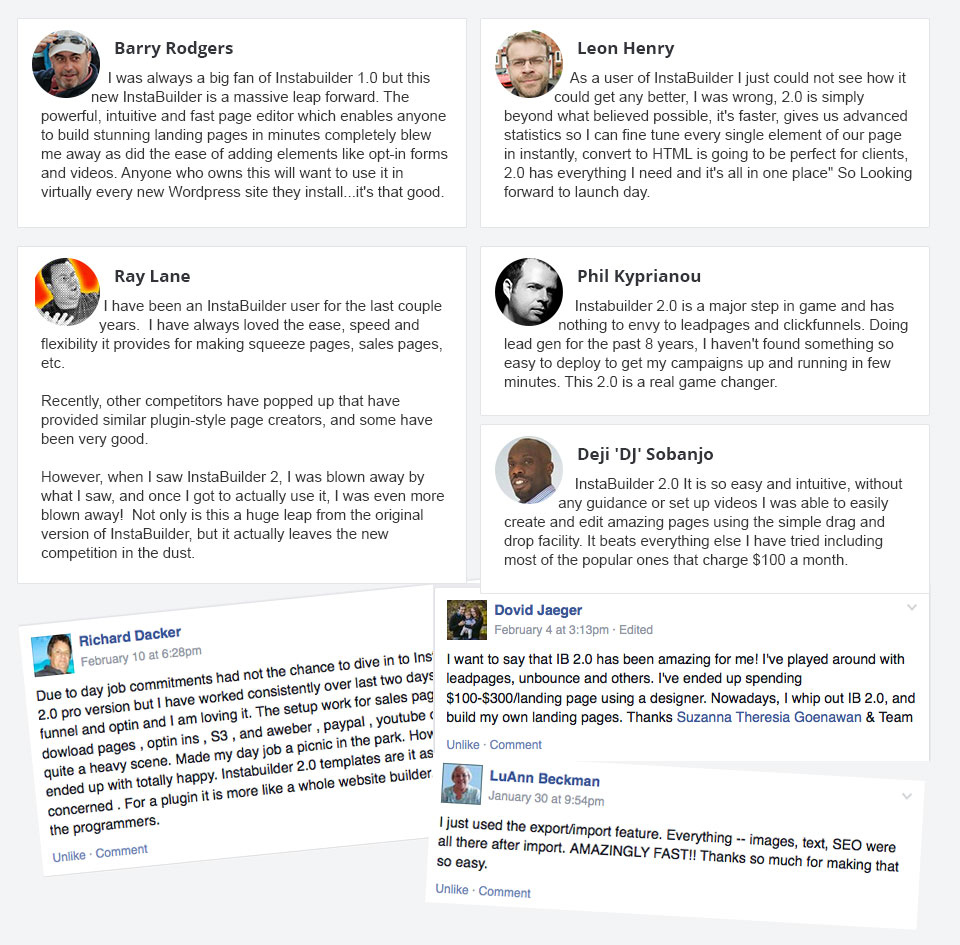 Barry Rodgers
I was always a big fan of Instabuilder 1.0 but this
new InstaBuilder is a massive leap forward. The
powerful, intuitive and fast page editor which enables anyone
to build stunning landing pages in minutes completely blew
me away as did the ease of adding elements like opt-in forms
and videos. Anyone who owns this will want to use it in
virtually every new Wordpress site they install...it's that good.
Leon Henry
As a user of InstaBuilder I just could not see how it
could get any better, I was wrong, 2.0 is simply
beyond what believed possible, it's faster, gives us advanced
statistics so I can fine tune every single element of our page
in instantly, convert to HTML is going to be perfect for clients,
2.0 has everything I need and it's all in one place" So Looking
forward to launch day.
Ray Lane
I have been an InstaBuilder user for the last couple
years.  I have always loved the ease, speed and
flexibility it provides for making squeeze pages, sales pages,
etc.
Recently, other competitors have popped up that have
provided similar plugin-style page creators, and some have
been very good.
However, when I saw InstaBuilder 2, I was blown away by
what I saw, and once I got to actually use it, I was even more
blown away!  Not only is this a huge leap from the original
version of InstaBuilder, but it actually leaves the new
competition in the dust.
Phil Kyprianou
Instabuilder 2.0 is a major step in game and has
nothing to envy to leadpages and clickfunnels. Doing
lead gen for the past 8 years, I haven't found something so
easy to deploy to get my campaigns up and running in few
minutes. This 2.0 is a real game changer.
Deji 'DJ' Sobanjo
InstaBuilder 2.0 It is so easy and intuitive, without
any guidance or set up videos I was able to easily
create and edit amazing pages using the simple drag and
drop facility. It beats everything else I have tried including
most of the popular ones that charge $100 a month.
Richard Dacker
February 10 at 6:28pm
Due to day job commitments had not the chance to dive in to Inst
2.0 pro version but I have worked consistently over last two days
funnel and optin and I am loving it. The setup work for sales pag
dowload pages , optin ins , S3 , and aweber , paypal , youtube
quite a heavy scene. Made my day job a picnic in the park. How
ended up with totally happy. Instabuilder 2.0 templates are it as
concerned . For a plugin it is more like a whole website builder
the programmers.
Unlike · Comment
Dovid Jaeger
February 4 at 3:13pm · Edited
I want to say that IB 2.0 has been amazing for me! I've played around with
leadpages, unbounce and others. I've ended up spending
$100-$300/landing page using a designer. Nowadays, I whip out IB 2.0, and
build my own landing pages. Thanks Suzanna Theresia Goenawan & Team
Unlike · Comment
LuAnn Beckman
January 30 at 9:54pm
I just used the export/import feature. Everything -- images, text, SEO were
all there after import. AMAZINGLY FAST!! Thanks so much for making that
so easy.
Unlike · Comment